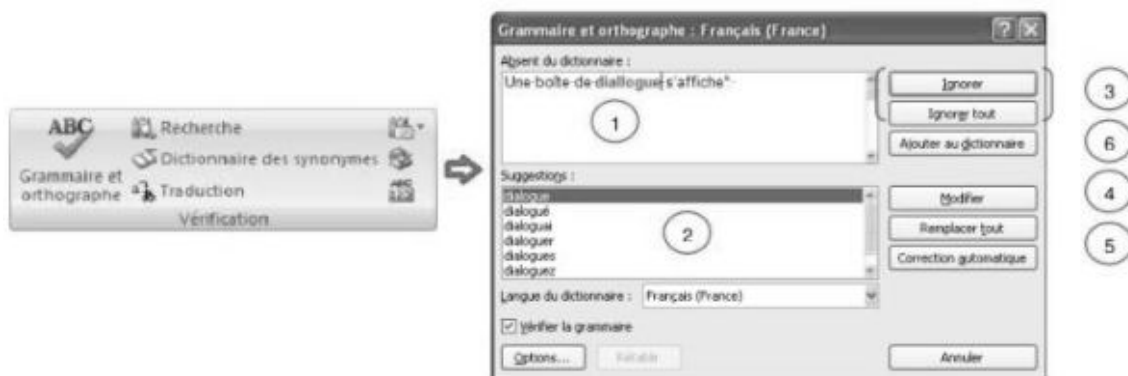 ABC
Grammaire et orthographe
Recherche
Dictionnaire des synonymes
Traduction
Vérification
Grammaire et orthographe : Français (France)
Absent du dictionnaire :
Une boîte de diallogue s'affiche".
1
Ignorer
Ignorer tout
Ajouter au dictionnaire
3
6
Suggestions :
dialogue
dialogué
dialoguai
dialoguer
dialogues
dialoguez
2
Modifier
Remplacer tout
Correction automatique
4
5
Langue du dictionnaire : Français (France)
Vérifier la grammaire
Options...
Rétablir
Annuler